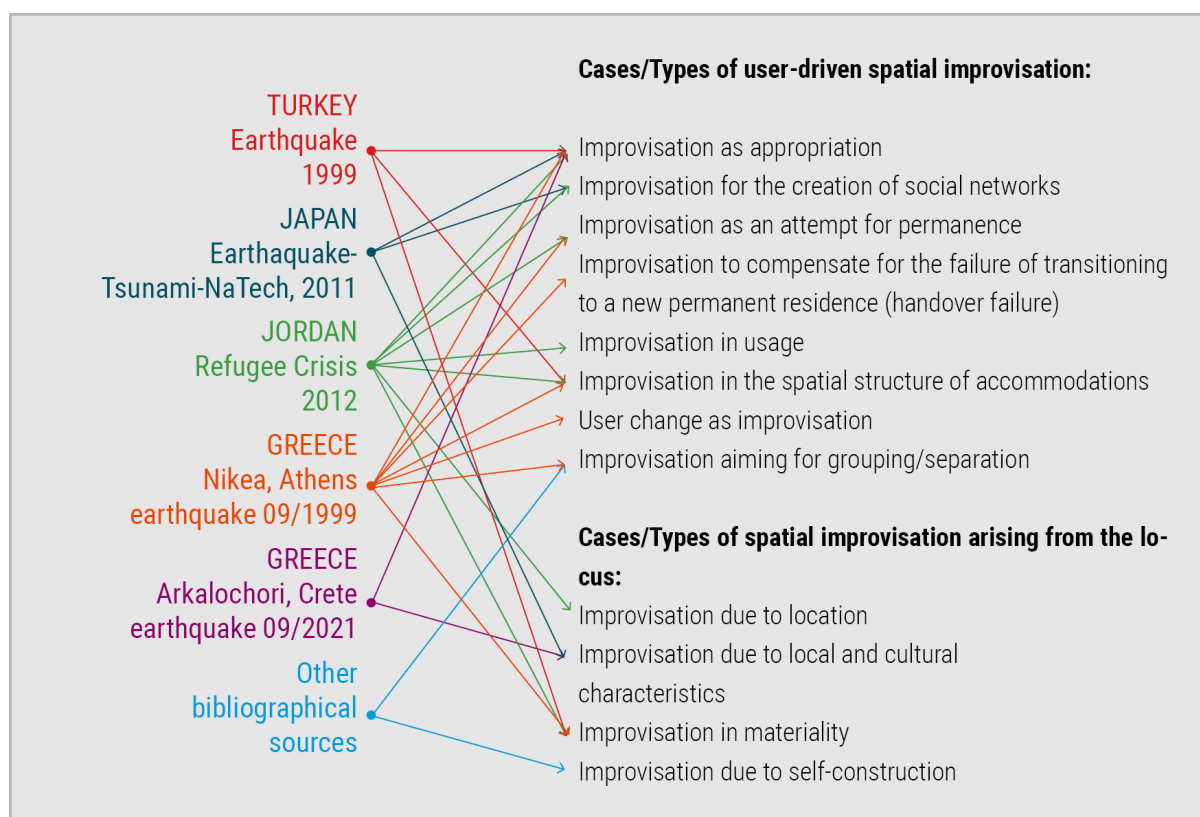 TURKEY
Earthquake
1999
JAPAN
Earthaquake-
Tsunami-NaTech, 2011
JORDAN
Refugee Crisis
2012
GREECE
Nikea, Athens
earthquake 09/1999
GREECE
Arkalochori, Crete
earthquake 09/2021
Other
bibliographical
sources
Cases/Types of user-driven spatial improvisation:
Improvisation as appropriation
Improvisation for the creation of social networks
Improvisation as an attempt for permanence
Improvisation to compensate for the failure of transitioning
to a new permanent residence (handover failure)
Improvisation in usage
Improvisation in the spatial structure of accommodations
User change as improvisation
Improvisation aiming for grouping/separation
Cases/Types of spatial improvisation arising from the lo-
cus:
Improvisation due to location
Improvisation due to local and cultural
characteristics
Improvisation in materiality
Improvisation due to self-construction